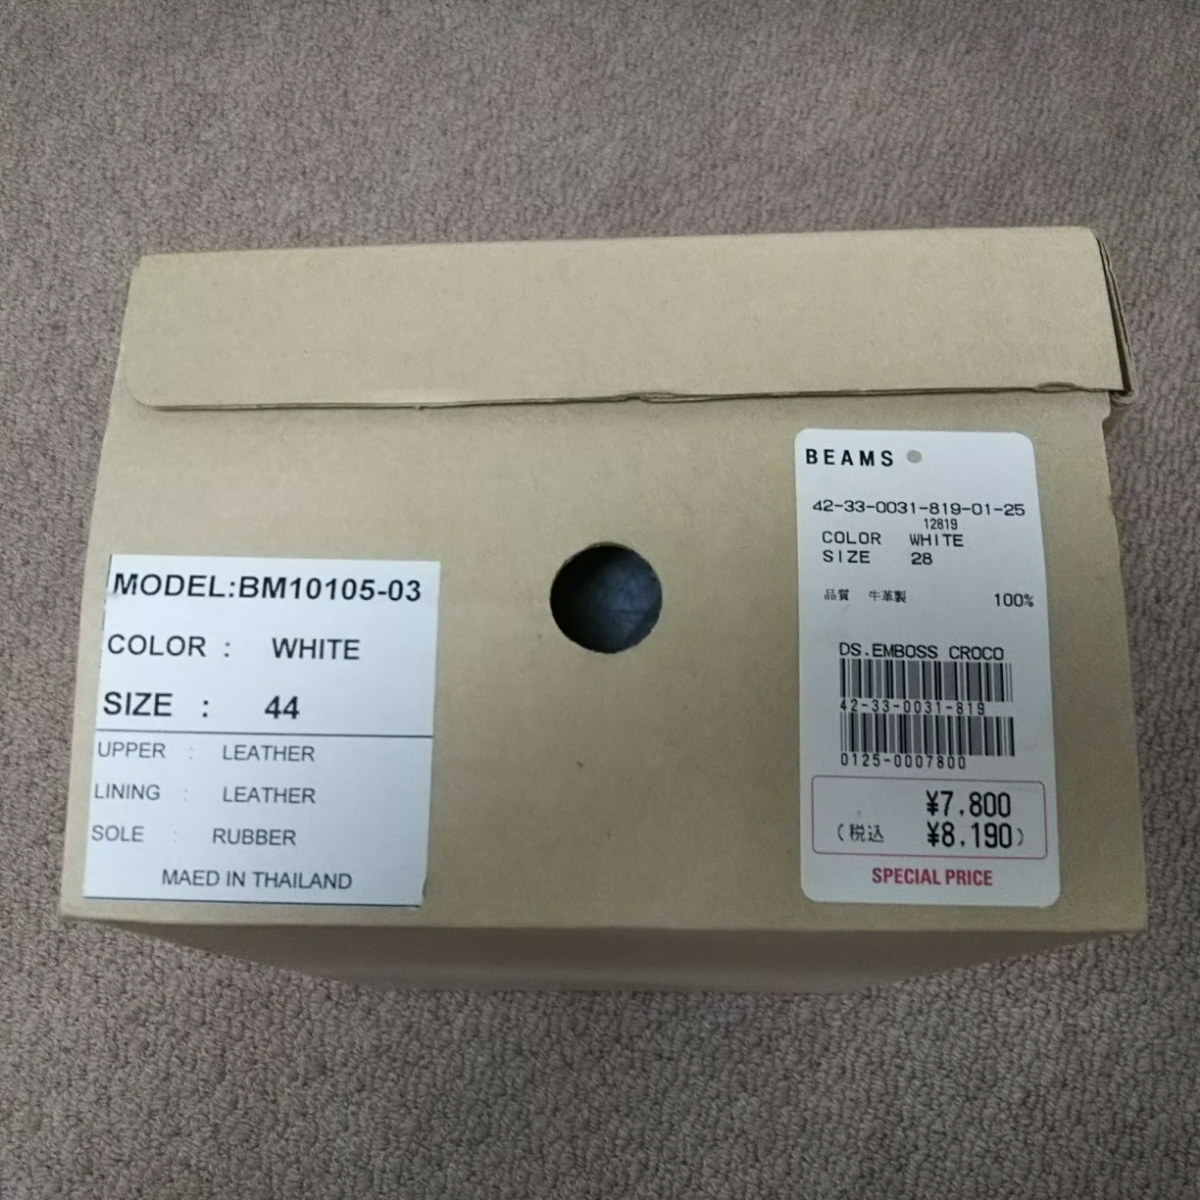 MODEL:BM10105-03
COLOR : WHITE
SIZE : 44
UPPER : LEATHER
LINING : LEATHER
SOLE : RUBBER
MAED IN THAILAND
BEAMS
42-33-0031-819-01-25
12819
COLOR WHITE
SIZE 28
品質 牛革製 100%
DS.EMBOSS CROCO
42-33-0031-819
0125-0007800
¥7,800
(税込 ¥8,190)
SPECIAL PRICE